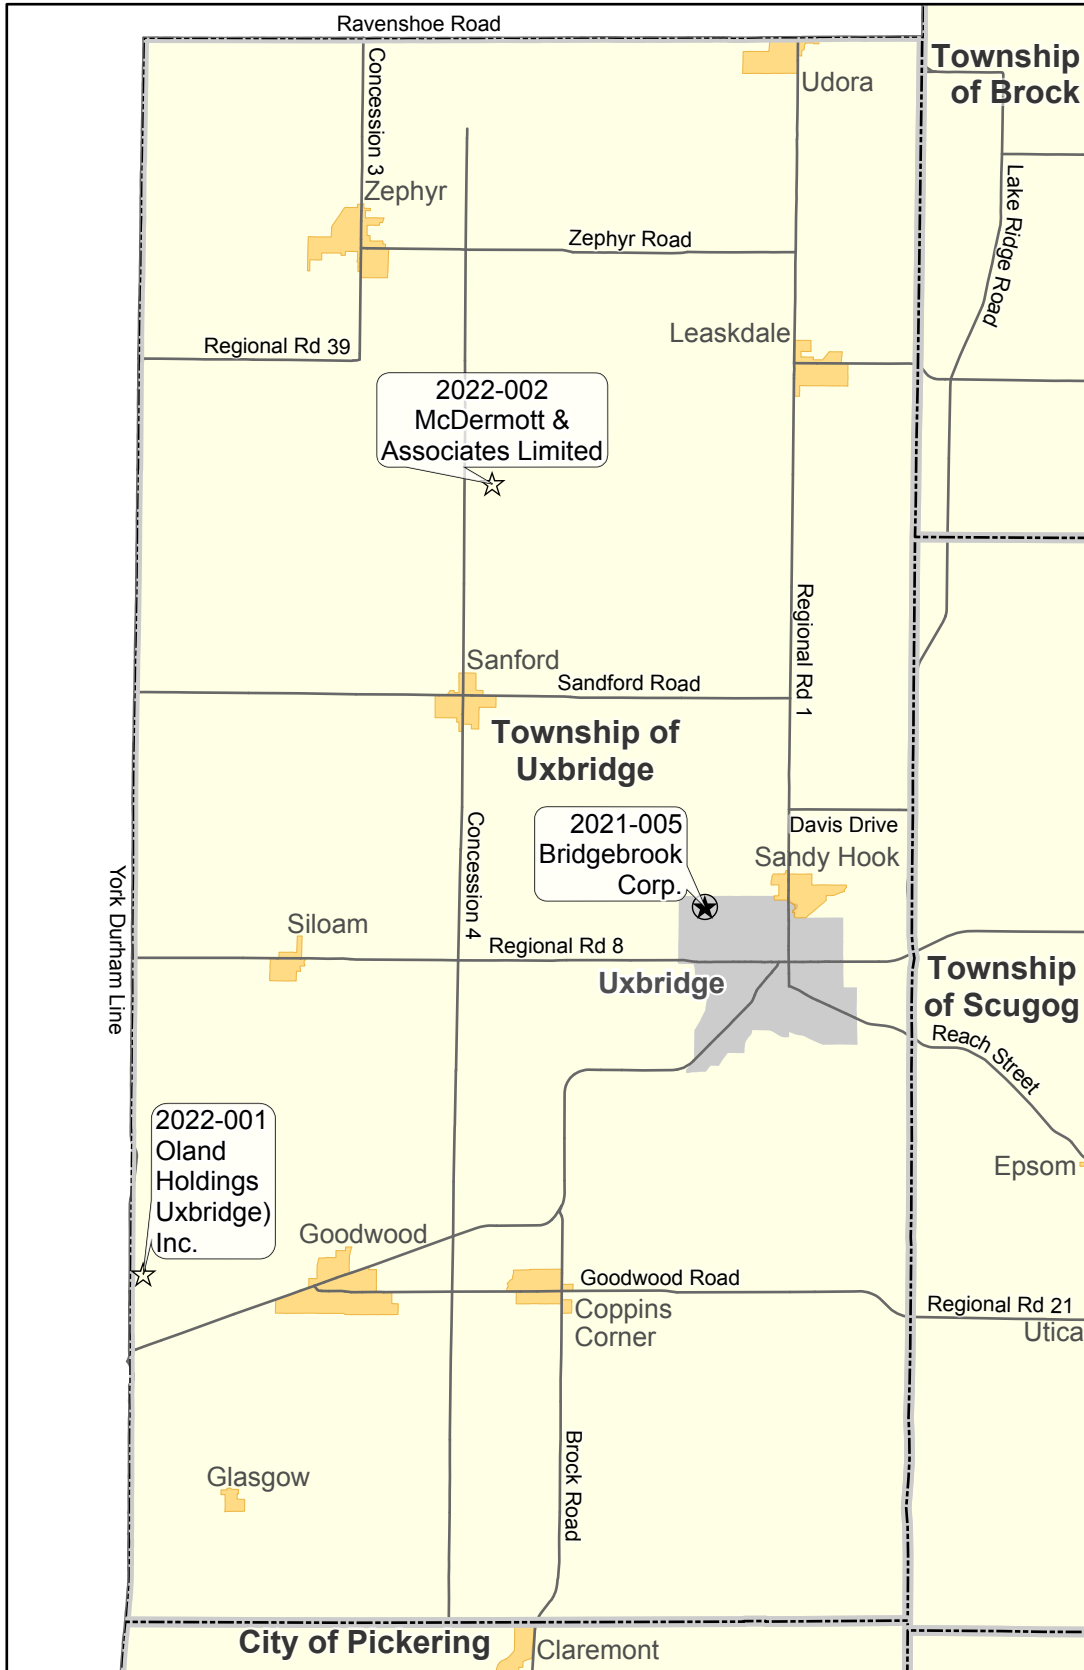 Ravenshoe Road
Township
of Brock
Concession 3
Udora
Zephyr
Lake Ridge Road
Zephyr Road
Leaskdale
Regional Rd 39
2022-002
McDermott &
Associates Limited
Regional Rd 1
Sanford
Sandford Road
Township of
Uxbridge
2021-005
Bridgebrook
Corp.
Davis Drive
Sandy Hook
Concession 4
York Durham Line
Siloam
Regional Rd 8
Uxbridge
Township
of Scugog
Reach Street
2022-001
Oland
Holdings
Uxbridge)
Inc.
Epsom
Goodwood
Goodwood Road
Coppins
Corner
Regional Rd 21
Utica
Brock Road
Glasgow
City of Pickering
Claremont